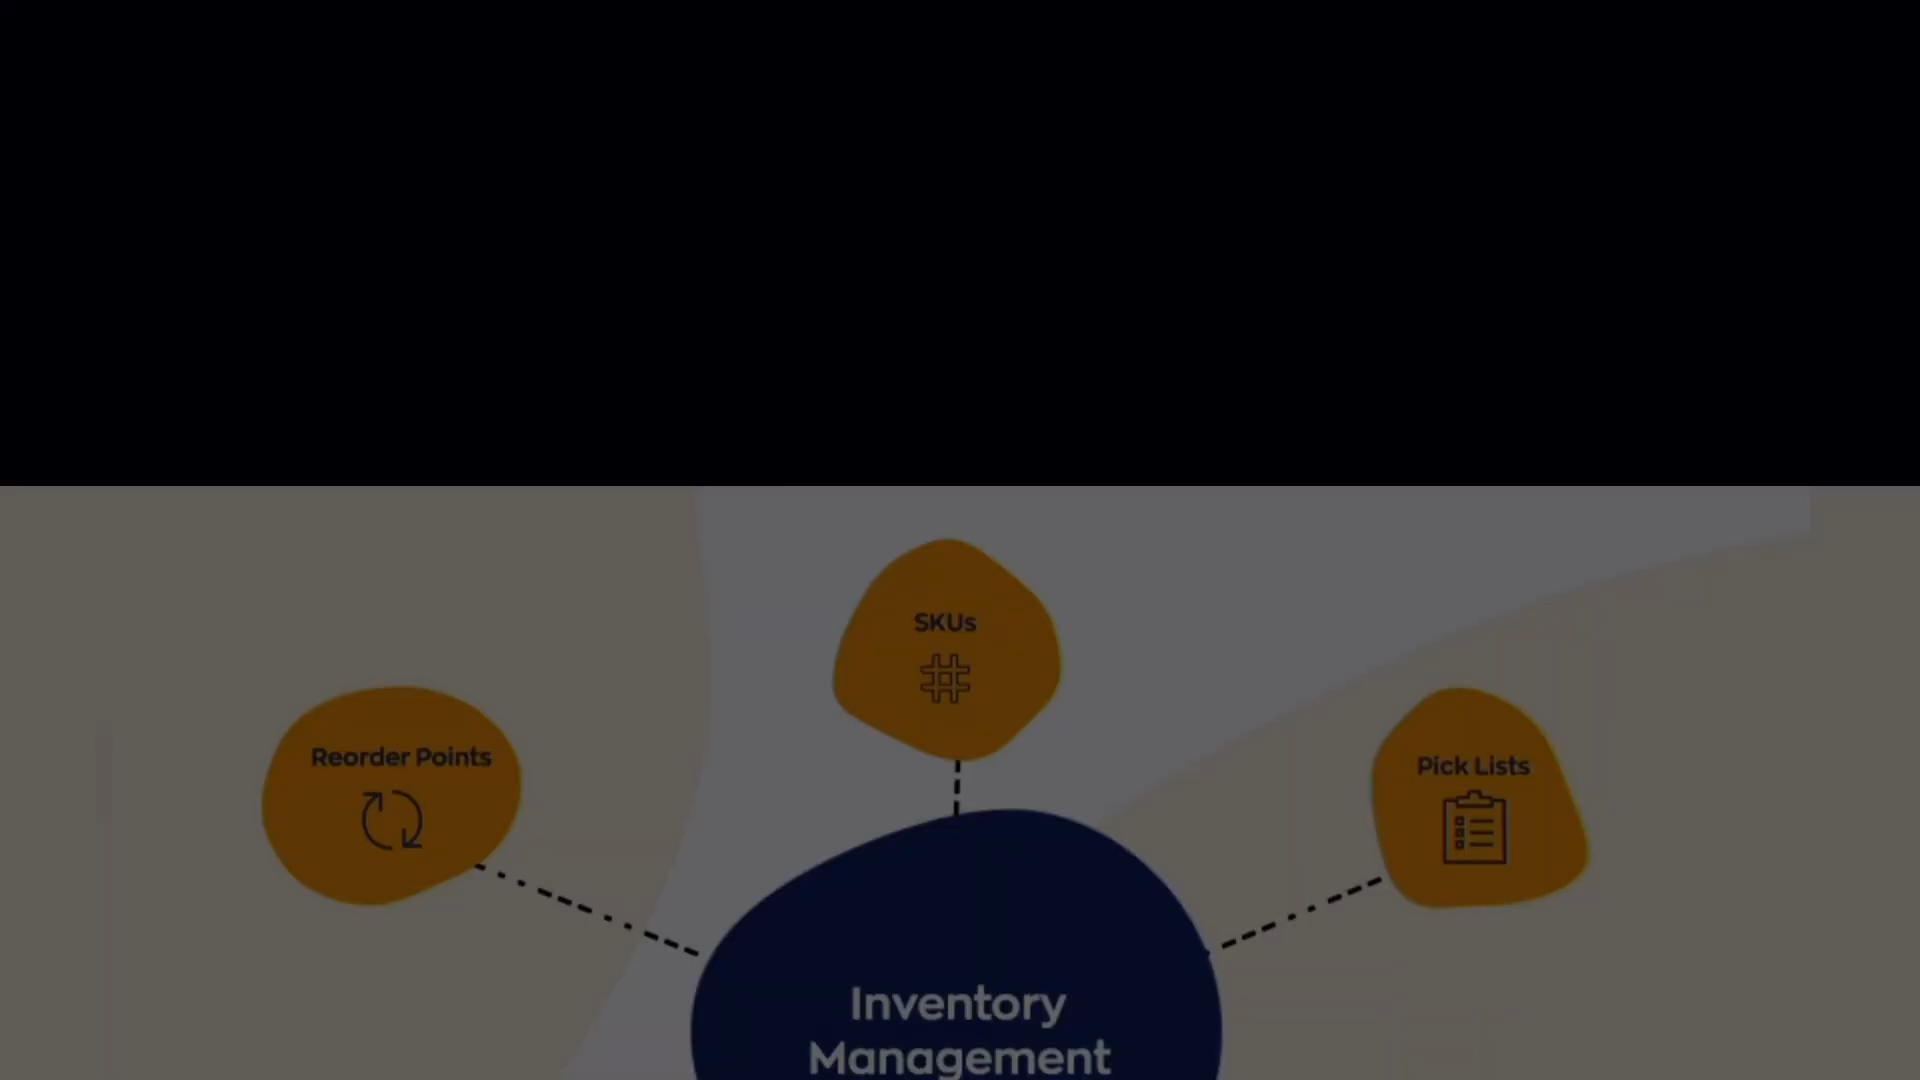 SKUs
Reorder Points
Pick Lists
Inventory
Management